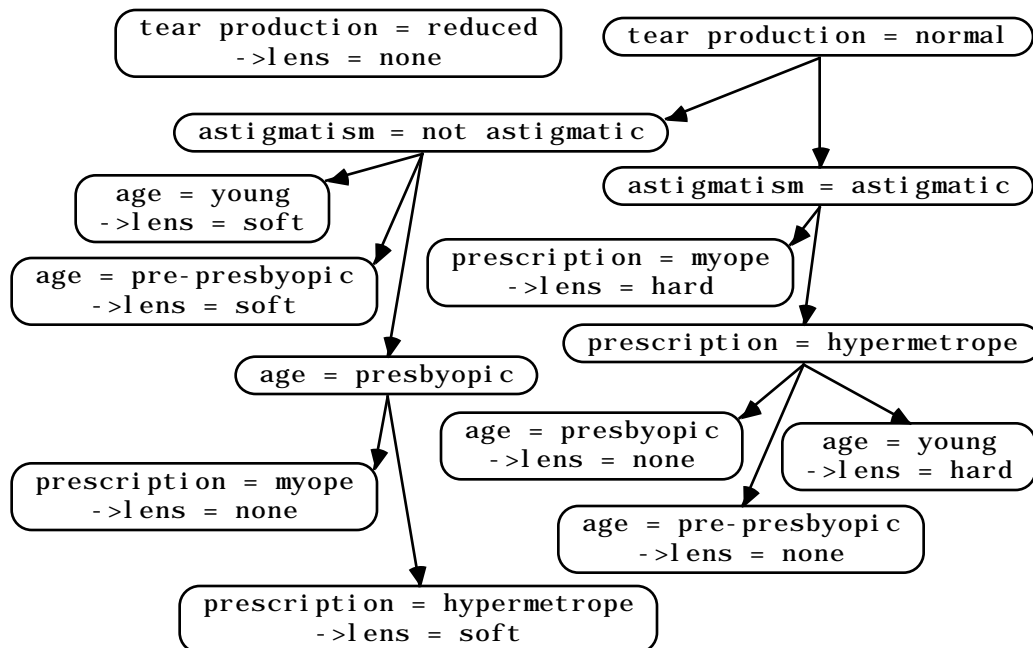 tear production = reduced
->lens = none
tear production = normal
astigmatism = not astigmatic
age = young
->lens = soft
astigmatism = astigmatic
age = pre-presbyopic
->lens = soft
prescription = myope
->lens = hard
prescription = hypermetrope
age = presbyopic
age = presbyopic
->lens = none
age = young
->lens = hard
prescription = myope
->lens = none
age = pre-presbyopic
->lens = none
prescription = hypermetrope
->lens = soft